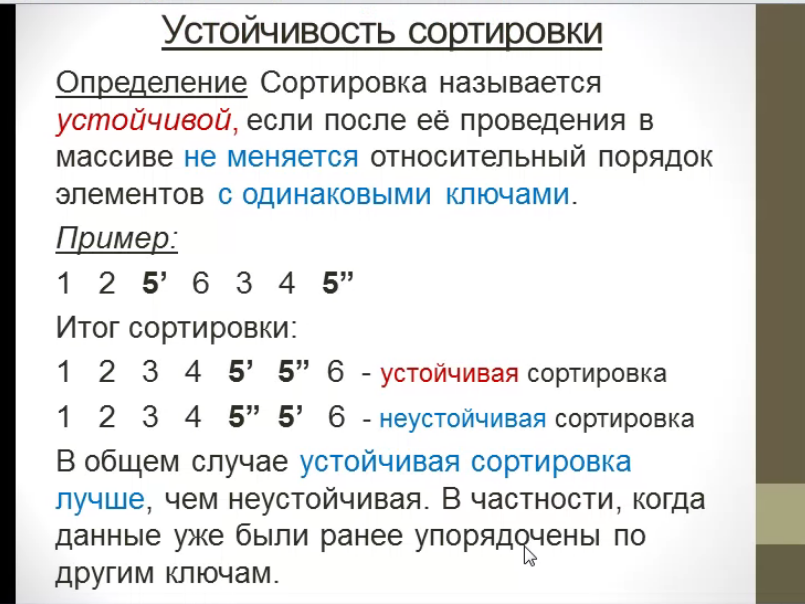 Устойчивость сортировки
Определение Сортировка называется
устойчивой, если после её проведения в
массиве не меняется относительный порядок
элементов с одинаковыми ключами.
Пример:
1 2 5’ 6 3 4 5”
Итог сортировки:
1 2 3 4 5’ 5” 6 - устойчивая сортировка
1 2 3 4 5” 5’ 6 - неустойчивая сортировка
В общем случае устойчивая сортировка
лучше, чем неустойчивая. В частности, когда
данные уже были ранее упорядочены по
другим ключам.